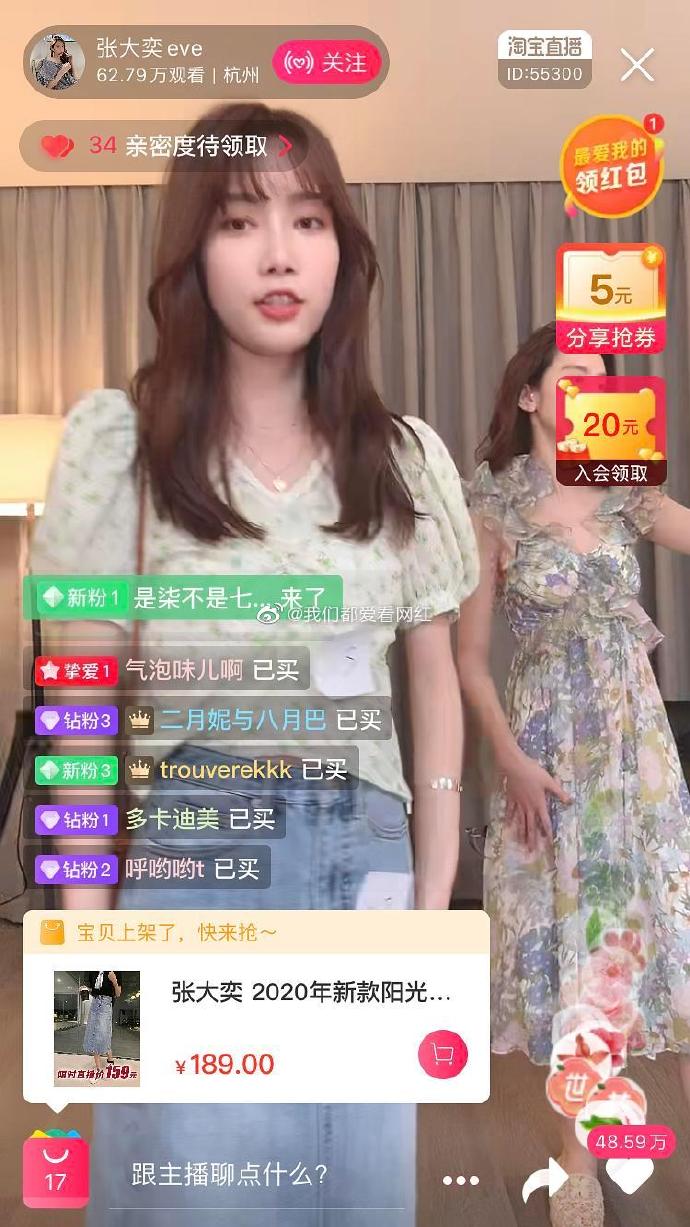 张大奕eve
62.79万观看 | 杭州
关注
淘宝直播
ID:55300
34 亲密度待领取
1
最爱我的
领红包
5元
分享抢券
20元
入会领取
新粉1 是柒不是七... 来了
@我们都爱看网红
挚爱1 气泡味儿啊 已买
钻粉3 二月妮与八月巴 已买
新粉3 trouverekkk 已买
钻粉1 多卡迪美 已买
钻粉2 呼哟哟t 已买
宝贝上架了，快来抢～
张大奕 2020年新款阳光...
限时直播价159元
¥189.00
世
48.59万
17
跟主播聊点什么？